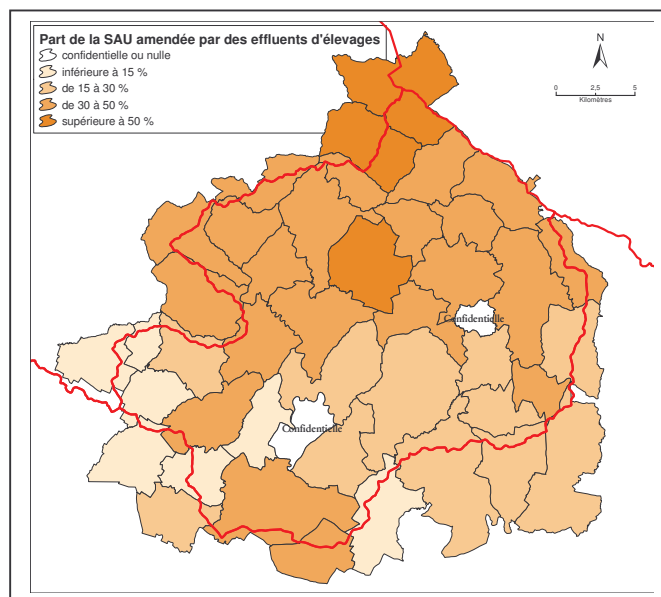 Part de la SAU amendée par des effluents d'élevages
confidentielle ou nulle
inférieure à 15 %
de 15 à 30 %
de 30 à 50 %
supérieure à 50 %
N
0 2,5 5
Kilomètres
Confidentielle
Confidentielle